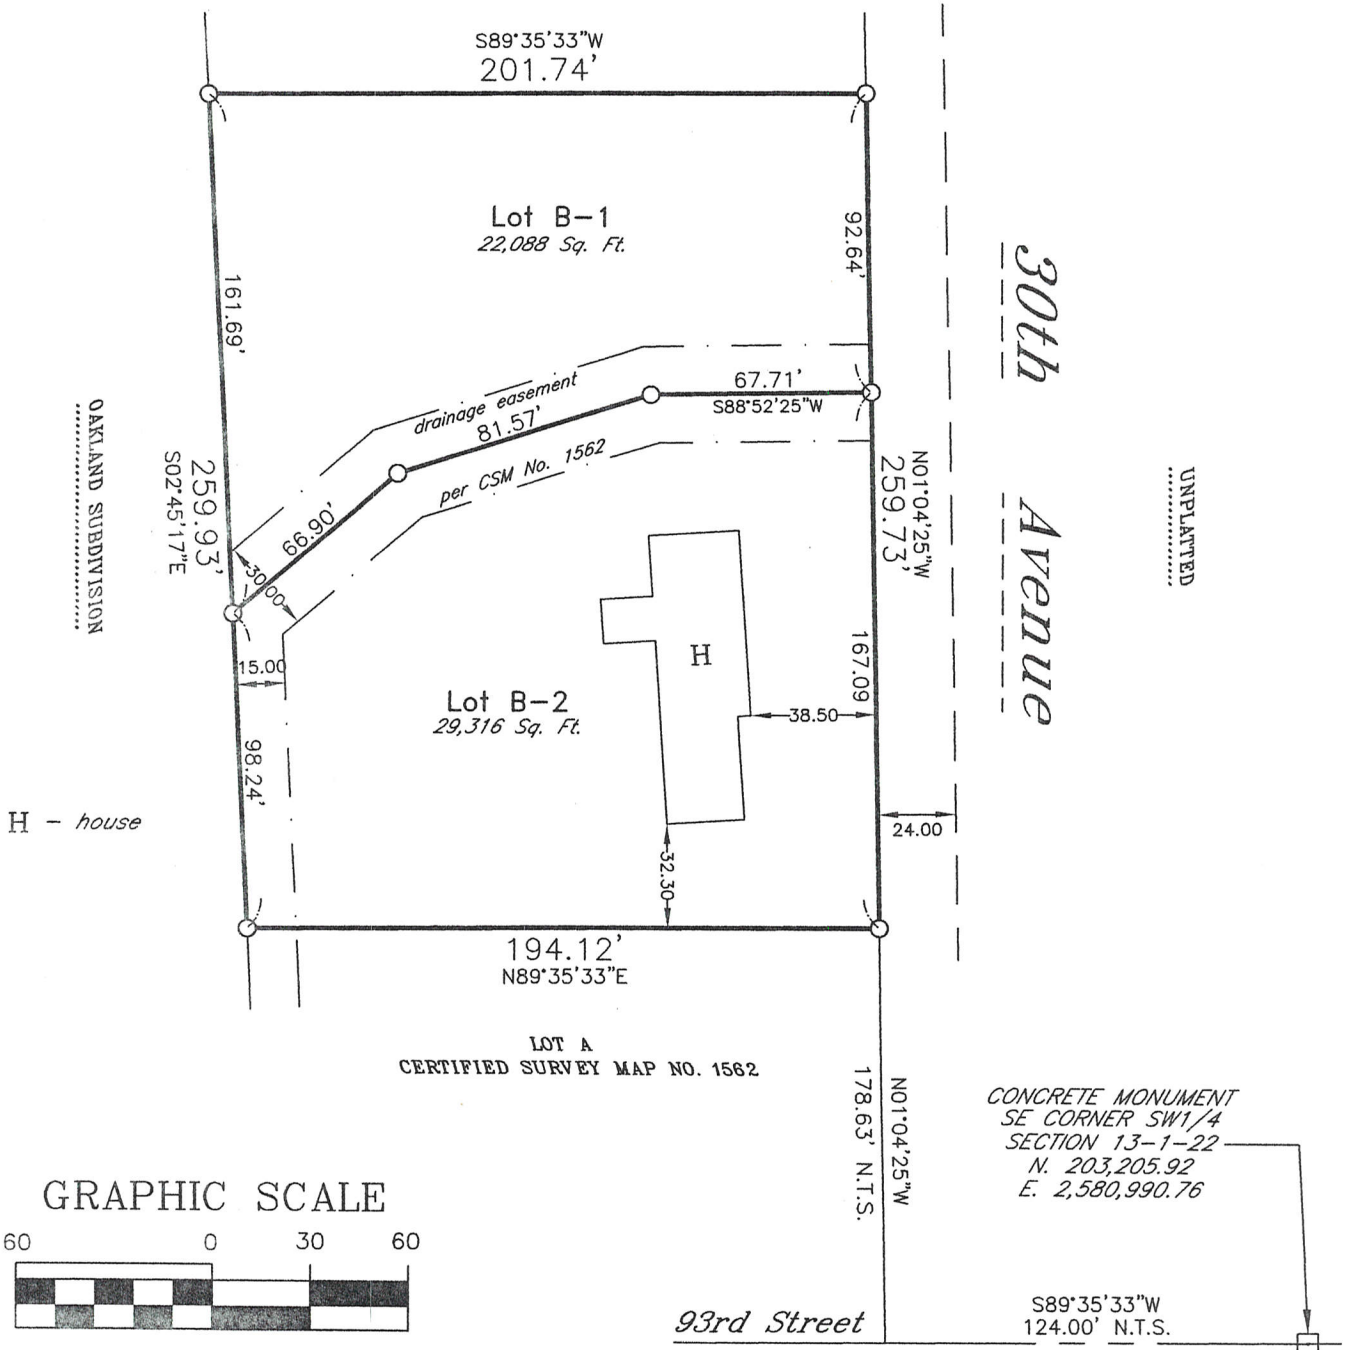 S89°35'33"W
201.74'
Lot B-1
22,088 Sq. Ft.
92.64'
161.69'
30th Avenue
drainage easement
81.57'
67.71'
S88°52'25"W
per CSM No. 1562
66.90'
30.00
OAKLAND SUBDIVISION
259.93'
S02°45'17"E
N01°04'25"W
259.73'
UNPLATTED
15.00
Lot B-2
29,316 Sq. Ft.
H
167.09
38.50
98.24'
H - house
24.00
32.30
194.12'
N89°35'33"E
LOT A
CERTIFIED SURVEY MAP NO. 1562
N01°04'25"W
178.63' N.T.S.
CONCRETE MONUMENT
SE CORNER SW1/4
SECTION 13-1-22
N. 203,205.92
E. 2,580,990.76
GRAPHIC SCALE
60 0 30 60
93rd Street
S89°35'33"W
124.00' N.T.S.